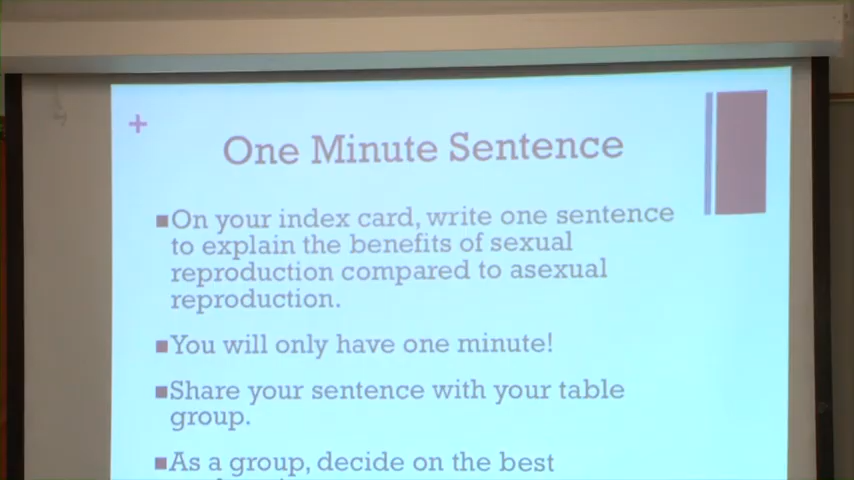 +
One Minute Sentence
■On your index card, write one sentence
to explain the benefits of sexual
reproduction compared to asexual
reproduction.
■You will only have one minute!
■Share your sentence with your table
group.
■As a group, decide on the best